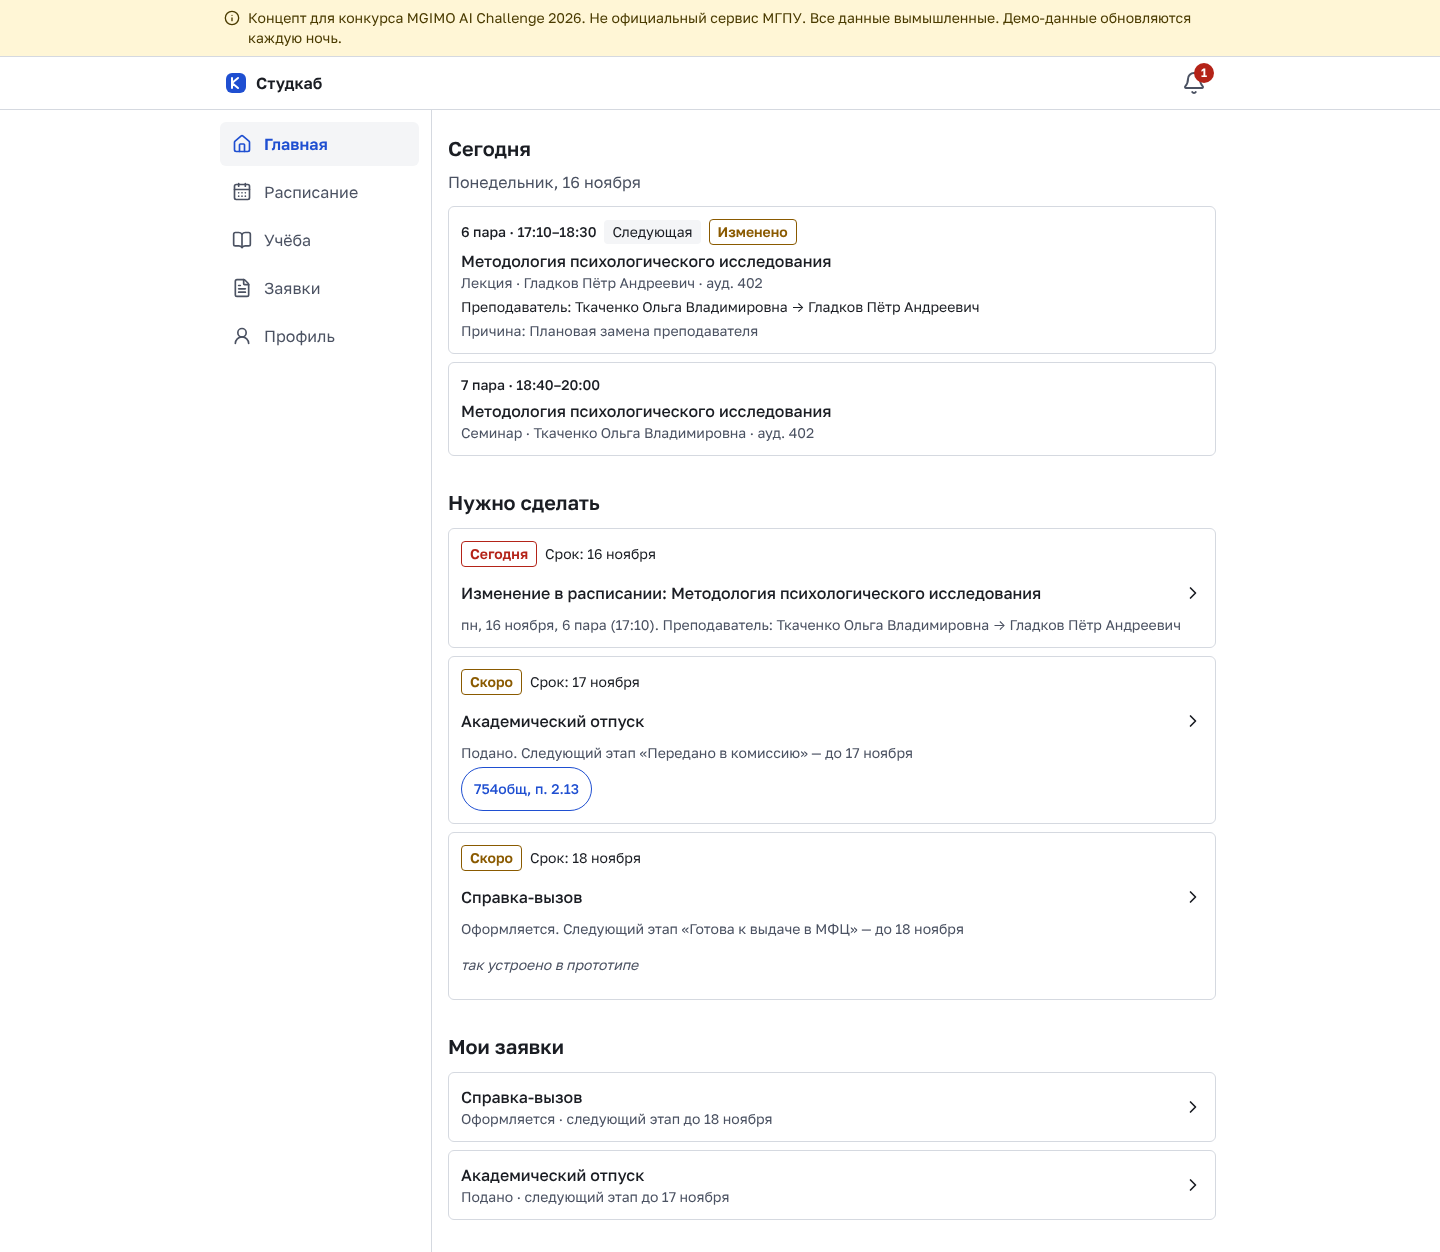 Концепт для конкурса MGIMO AI Challenge 2026. Не официальный сервис МГПУ. Все данные вымышленные. Демо-данные обновляются
каждую ночь.
Студкаб
1
Главная
Расписание
Учёба
Заявки
Профиль
Сегодня
Понедельник, 16 ноября
6 пара · 17:10–18:30 Следующая Изменено
Методология психологического исследования
Лекция · Гладков Пётр Андреевич · ауд. 402
Преподаватель: Ткаченко Ольга Владимировна → Гладков Пётр Андреевич
Причина: Плановая замена преподавателя
7 пара · 18:40–20:00
Методология психологического исследования
Семинар · Ткаченко Ольга Владимировна · ауд. 402
Нужно сделать
Сегодня Срок: 16 ноября
Изменение в расписании: Методология психологического исследования
пн, 16 ноября, 6 пара (17:10). Преподаватель: Ткаченко Ольга Владимировна → Гладков Пётр Андреевич
Скоро Срок: 17 ноября
Академический отпуск
Подано. Следующий этап «Передано в комиссию» — до 17 ноября
754общ, п. 2.13
Скоро Срок: 18 ноября
Справка-вызов
Оформляется. Следующий этап «Готова к выдаче в МФЦ» — до 18 ноября
так устроено в прототипе
Мои заявки
Справка-вызов
Оформляется · следующий этап до 18 ноября
Академический отпуск
Подано · следующий этап до 17 ноября